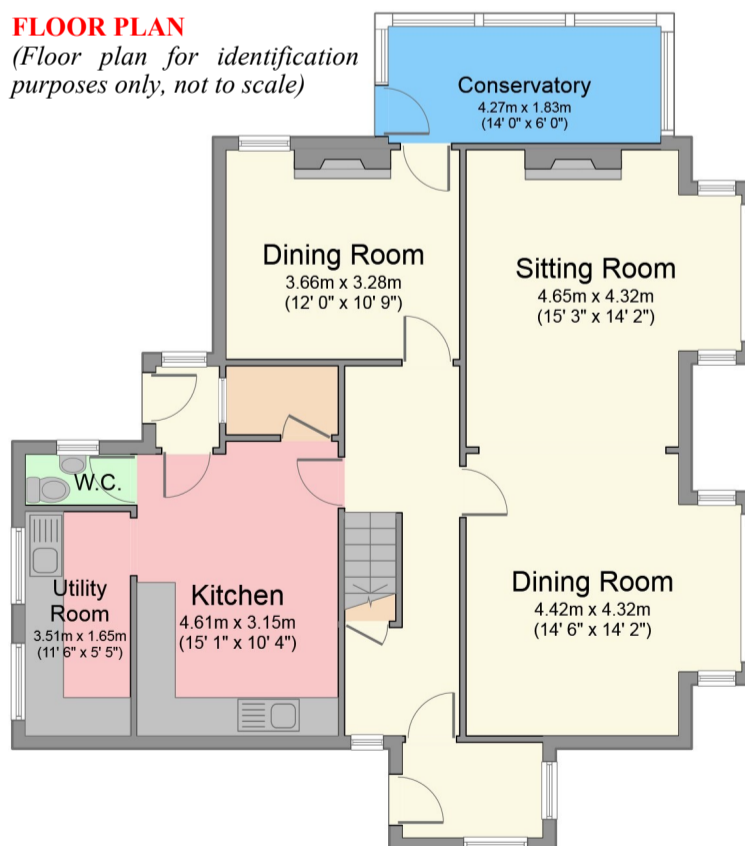 FLOOR PLAN
(Floor plan for identification
purposes only, not to scale)
Conservatory
4.27m x 1.83m
(14' 0" x 6' 0")
Dining Room
3.66m x 3.28m
(12' 0" x 10' 9")
Sitting Room
4.65m x 4.32m
(15' 3" x 14' 2")
W.C.
Utility
Room
3.51m x 1.65m
(11' 6" x 5' 5")
Kitchen
4.61m x 3.15m
(15' 1" x 10' 4")
Dining Room
4.42m x 4.32m
(14' 6" x 14' 2")